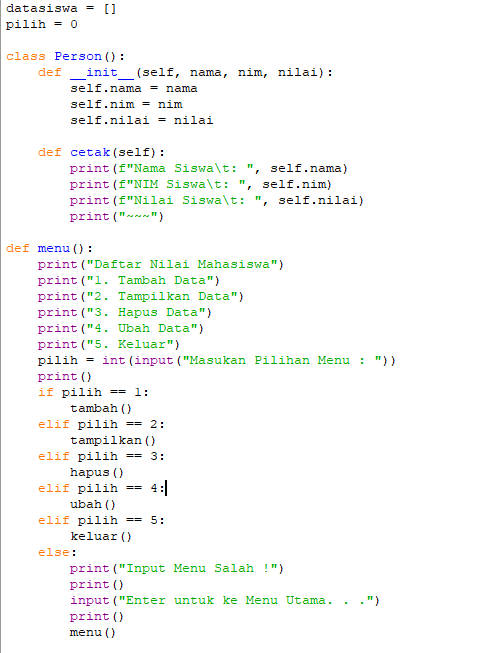 datasiswa = []
pilih = 0

class Person():
    def __init__(self, nama, nim, nilai):
        self.nama = nama
        self.nim = nim
        self.nilai = nilai

    def cetak(self):
        print(f"Nama Siswa\t: ", self.nama)
        print(f"NIM Siswa\t: ", self.nim)
        print(f"Nilai Siswa\t: ", self.nilai)
        print("~~~")

def menu():
    print("Daftar Nilai Mahasiswa")
    print("1. Tambah Data")
    print("2. Tampilkan Data")
    print("3. Hapus Data")
    print("4. Ubah Data")
    print("5. Keluar")
    pilih = int(input("Masukan Pilihan Menu : "))
    print()
    if pilih == 1:
        tambah()
    elif pilih == 2:
        tampilkan()
    elif pilih == 3:
        hapus()
    elif pilih == 4:
        ubah()
    elif pilih == 5:
        keluar()
    else:
        print("Input Menu Salah !")
        print()
        input("Enter untuk ke Menu Utama. . .")
        print()
        menu()